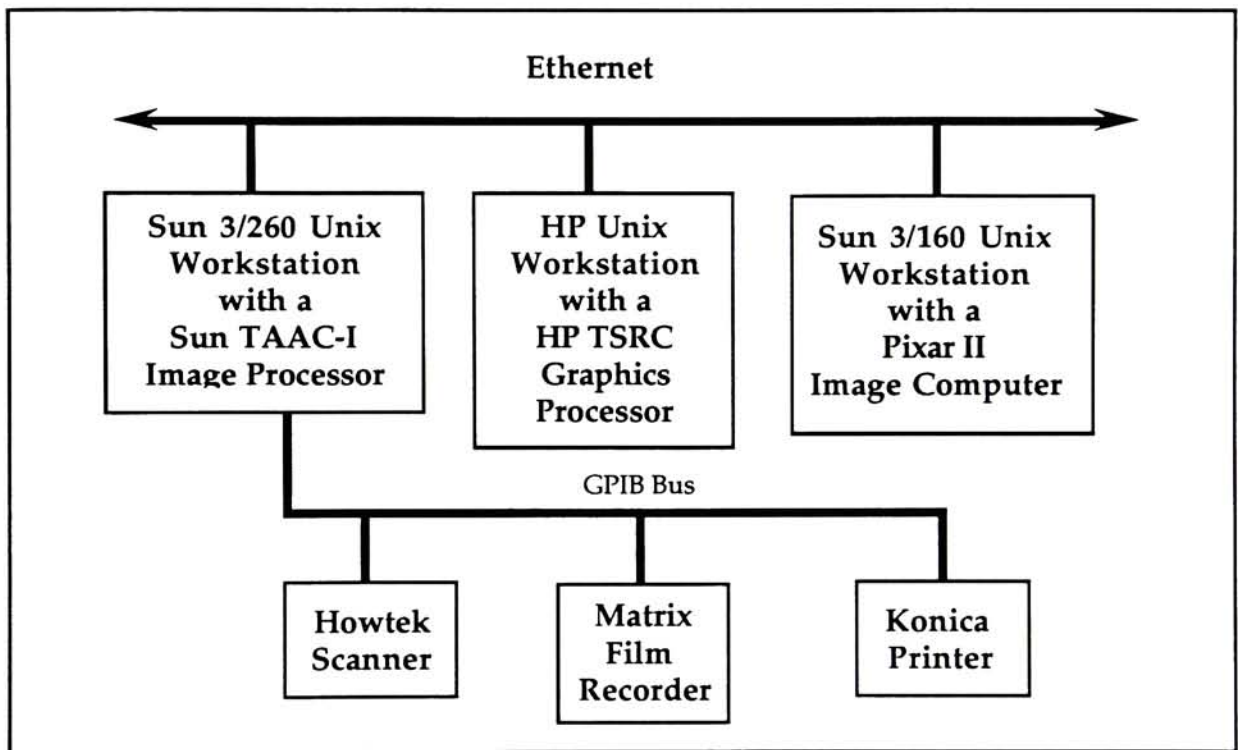 Ethernet
Sun 3/260 Unix
Workstation
with a
Sun TAAC-I
Image Processor
HP Unix
Workstation
with a
HP TSRC
Graphics
Processor
Sun 3/160 Unix
Workstation
with a
Pixar II
Image Computer
GPIB Bus
Howtek
Scanner
Matrix
Film
Recorder
Konica
Printer